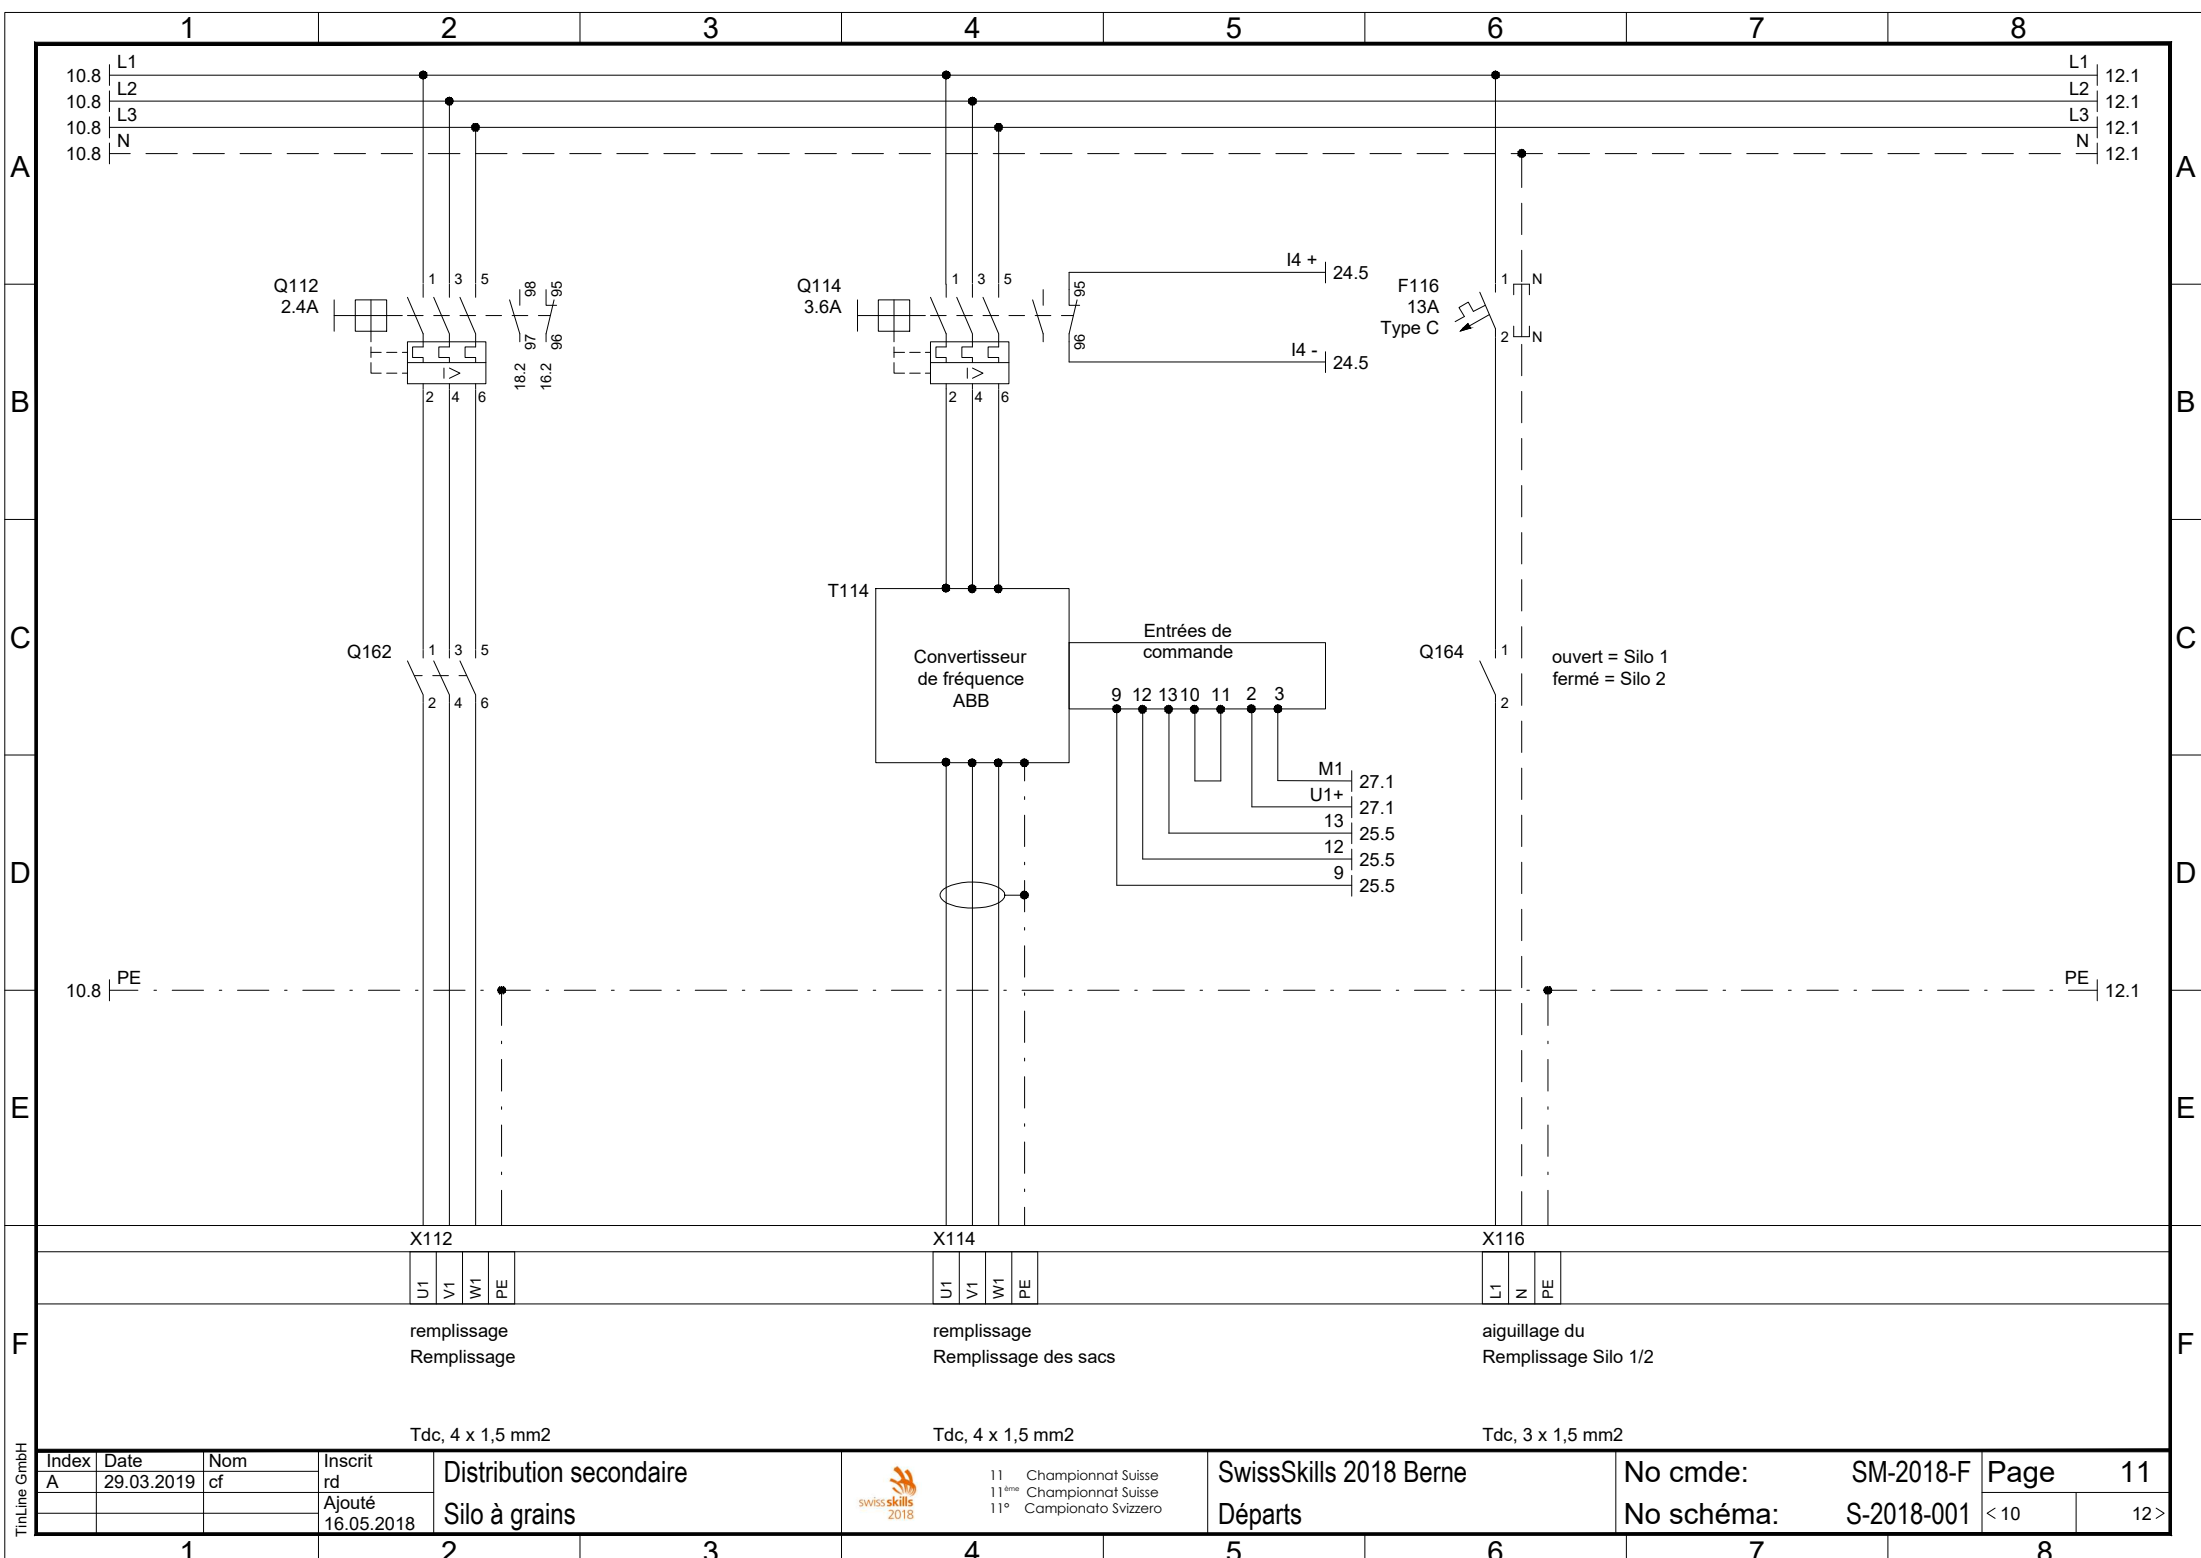 1 2 3 4 5 6 7 8
10.8 L1 L1 12.1
10.8 L2 L2 12.1
10.8 L3 L3 12.1
10.8 N N 12.1
A A
I4 + 24.5
Q112 1 3 5 98 95
2.4A
97 96
I>
2 4 6 18.2 16.2
Q114 1 3 5 95
3.6A
96
I>
2 4 6
I4 - 24.5
F116 1 N
13A
Type C
2 N
B B
T114
Convertisseur
de fréquence
ABB
Entrées de
commande
9 12 13 10 11 2 3
C C
Q162 1 3 5
2 4 6
Q164 1
2
ouvert = Silo 1
fermé = Silo 2
M1 27.1
U1+ 27.1
13 25.5
12 25.5
9 25.5
D D
10.8 PE PE 12.1
E E
X112 X114 X116
U1 V1 W1 PE U1 V1 W1 PE L1 N PE
F F
remplissage
Remplissage
remplissage
Remplissage des sacs
aiguillage du
Remplissage Silo 1/2
Tdc, 4 x 1,5 mm2
Tdc, 4 x 1,5 mm2
Tdc, 3 x 1,5 mm2
TinLine GmbH
Index Date Nom Inscrit
A 29.03.2019 cf rd
Ajouté
16.05.2018
Distribution secondaire
Silo à grains
swissskills
2018
11 Championnat Suisse
11ème Championnat Suisse
11° Campionato Svizzero
SwissSkills 2018 Berne
Départs
No cmde: SM-2018-F
No schéma: S-2018-001
Page 11
< 10 12 >
1 2 3 4 5 6 7 8